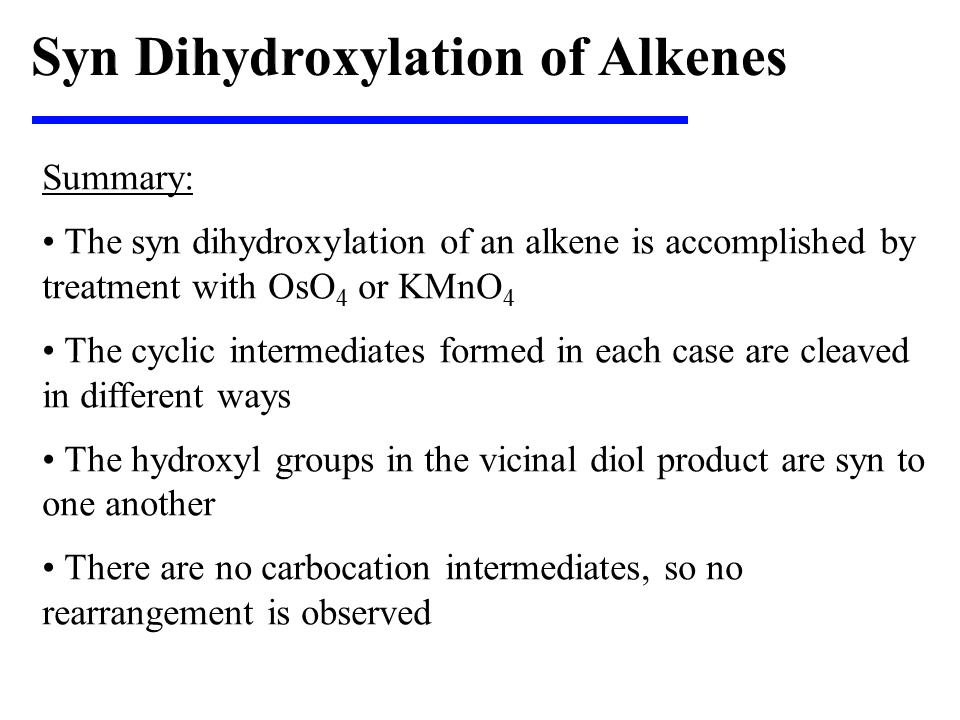 Syn Dihydroxylation of Alkenes
Summary:
• The syn dihydroxylation of an alkene is accomplished by
treatment with OsO₄ or KMnO₄
• The cyclic intermediates formed in each case are cleaved
in different ways
• The hydroxyl groups in the vicinal diol product are syn to
one another
• There are no carbocation intermediates, so no
rearrangement is observed